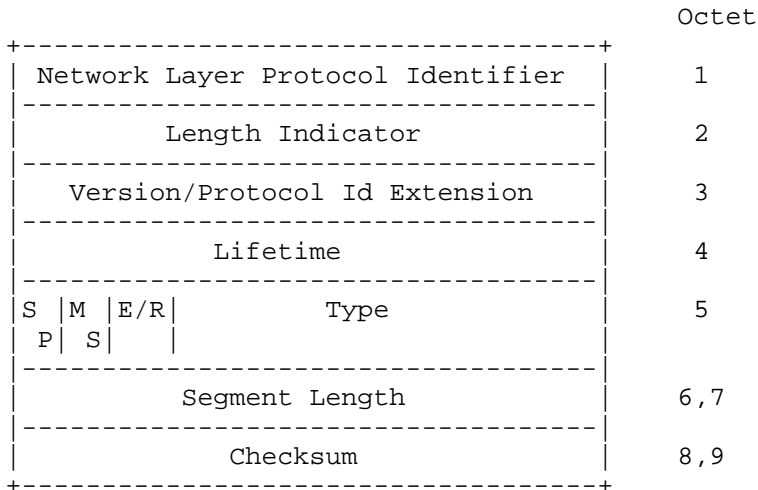 Octet
Network Layer Protocol Identifier 1
Length Indicator 2
Version/Protocol Id Extension 3
Lifetime 4
S |M |E/R| Type 5
P| S| |
Segment Length 6,7
Checksum 8,9